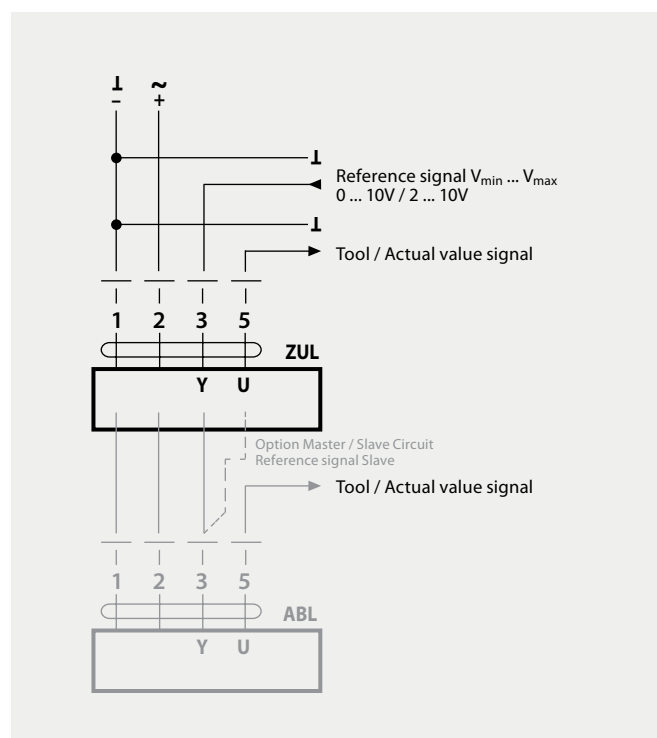 ⊥ ~
– +
⊥
Reference signal Vmin ... Vmax
0 ... 10V / 2 ... 10V
⊥
Tool / Actual value signal
1 2 3 5
ZUL
Y U
Option Master / Slave Circuit
Reference signal Slave
Tool / Actual value signal
1 2 3 5
ABL
Y U